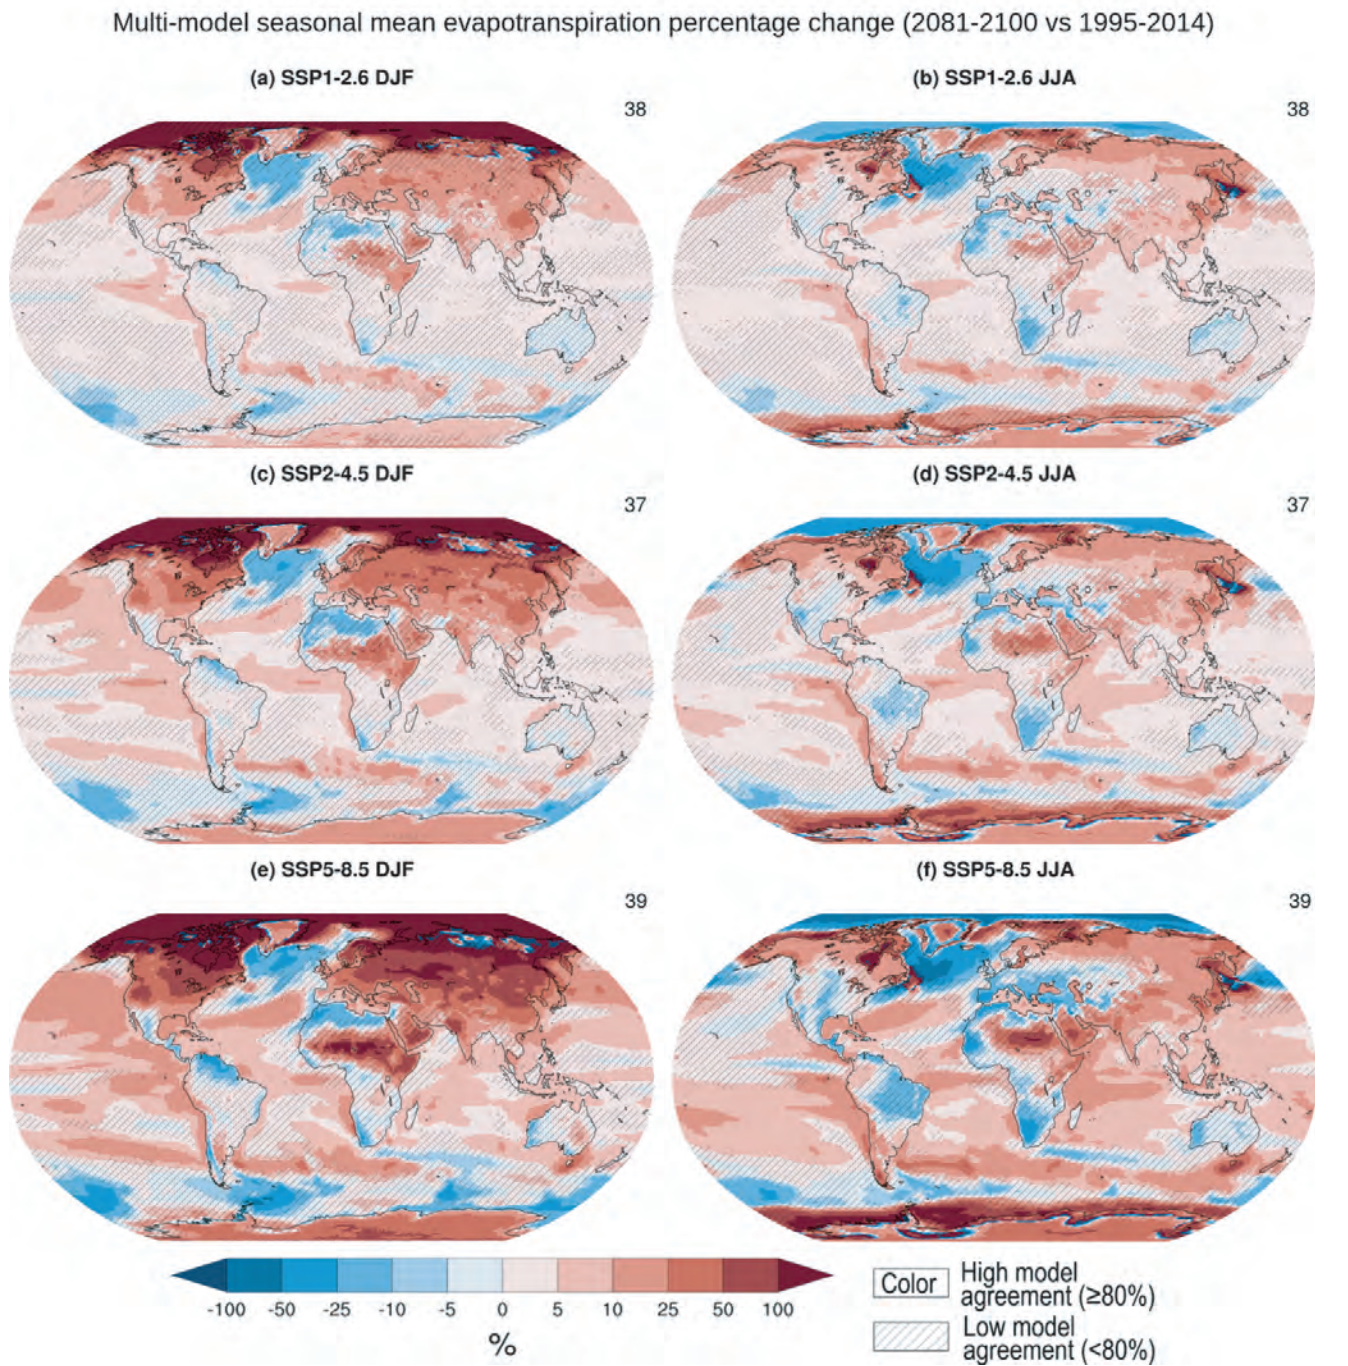 Multi-model seasonal mean evapotranspiration percentage change (2081-2100 vs 1995-2014)
(a) SSP1-2.6 DJF
38
(b) SSP1-2.6 JJA
38
(c) SSP2-4.5 DJF
37
(d) SSP2-4.5 JJA
37
(e) SSP5-8.5 DJF
39
(f) SSP5-8.5 JJA
39
-100 -50 -25 -10 -5 0 5 10 25 50 100
%
Color
High model
agreement (≥80%)
Low model
agreement (<80%)